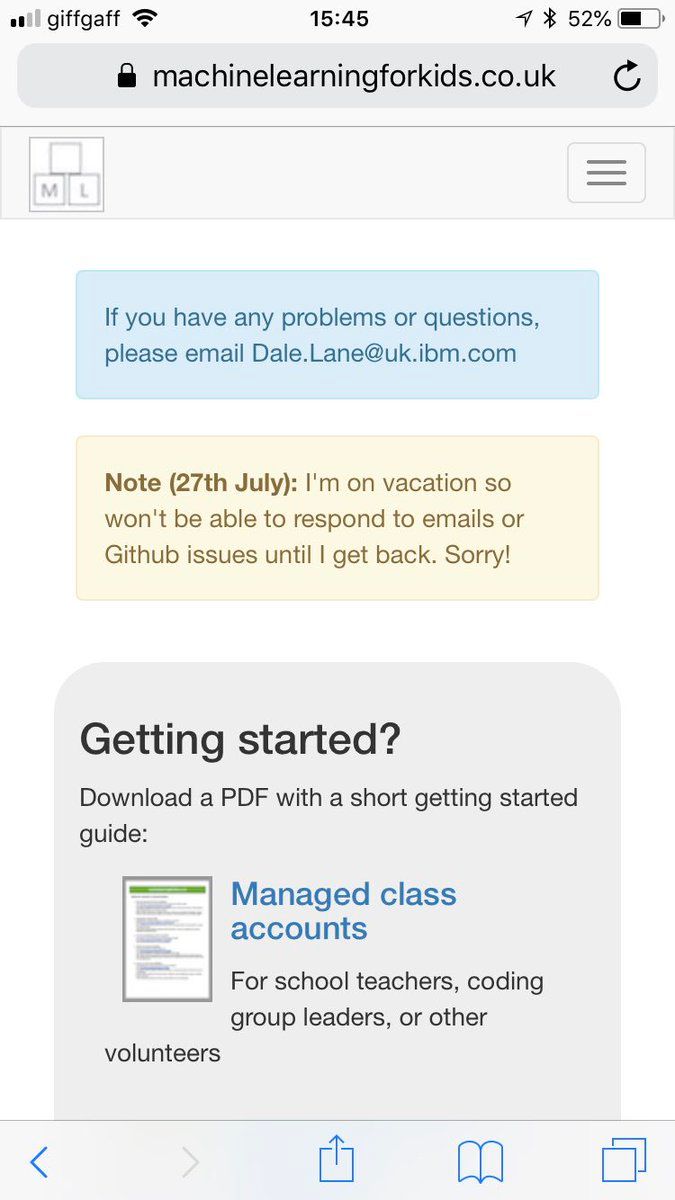 giffgaff 15:45 52%
machinelearningforkids.co.uk
M L
If you have any problems or questions,
please email Dale.Lane@uk.ibm.com
Note (27th July): I'm on vacation so
won't be able to respond to emails or
Github issues until I get back. Sorry!
Getting started?
Download a PDF with a short getting started
guide:
Managed class
accounts
For school teachers, coding
group leaders, or other
volunteers